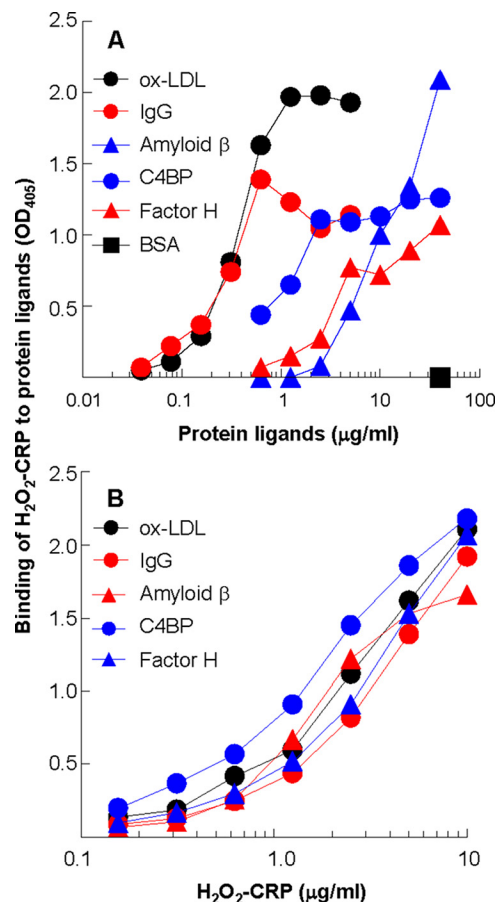 Binding of H₂O₂-CRP to protein ligands (OD₄₀₅)
A
ox-LDL
IgG
Amyloid β
C4BP
Factor H
BSA
2.5
2.0
1.5
1.0
0.5
0.01 0.1 1 10 100
Protein ligands (μg/ml)
B
ox-LDL
IgG
Amyloid β
C4BP
Factor H
2.5
2.0
1.5
1.0
0.5
0.1 1.0 10
H₂O₂-CRP (μg/ml)